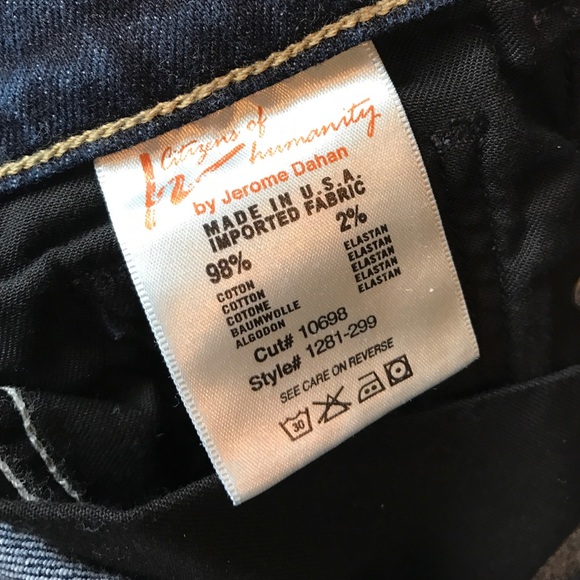 Citizens of humanity
by Jerome Dahan
MADE IN U.S.A.
IMPORTED FABRIC
98% 2%
COTON ELASTAN
COTTON ELASTAN
COTONE ELASTAN
BAUMWOLLE ELASTAN
ALGODON ELASTAN
Cut# 10698
Style# 1281-299
SEE CARE ON REVERSE
30